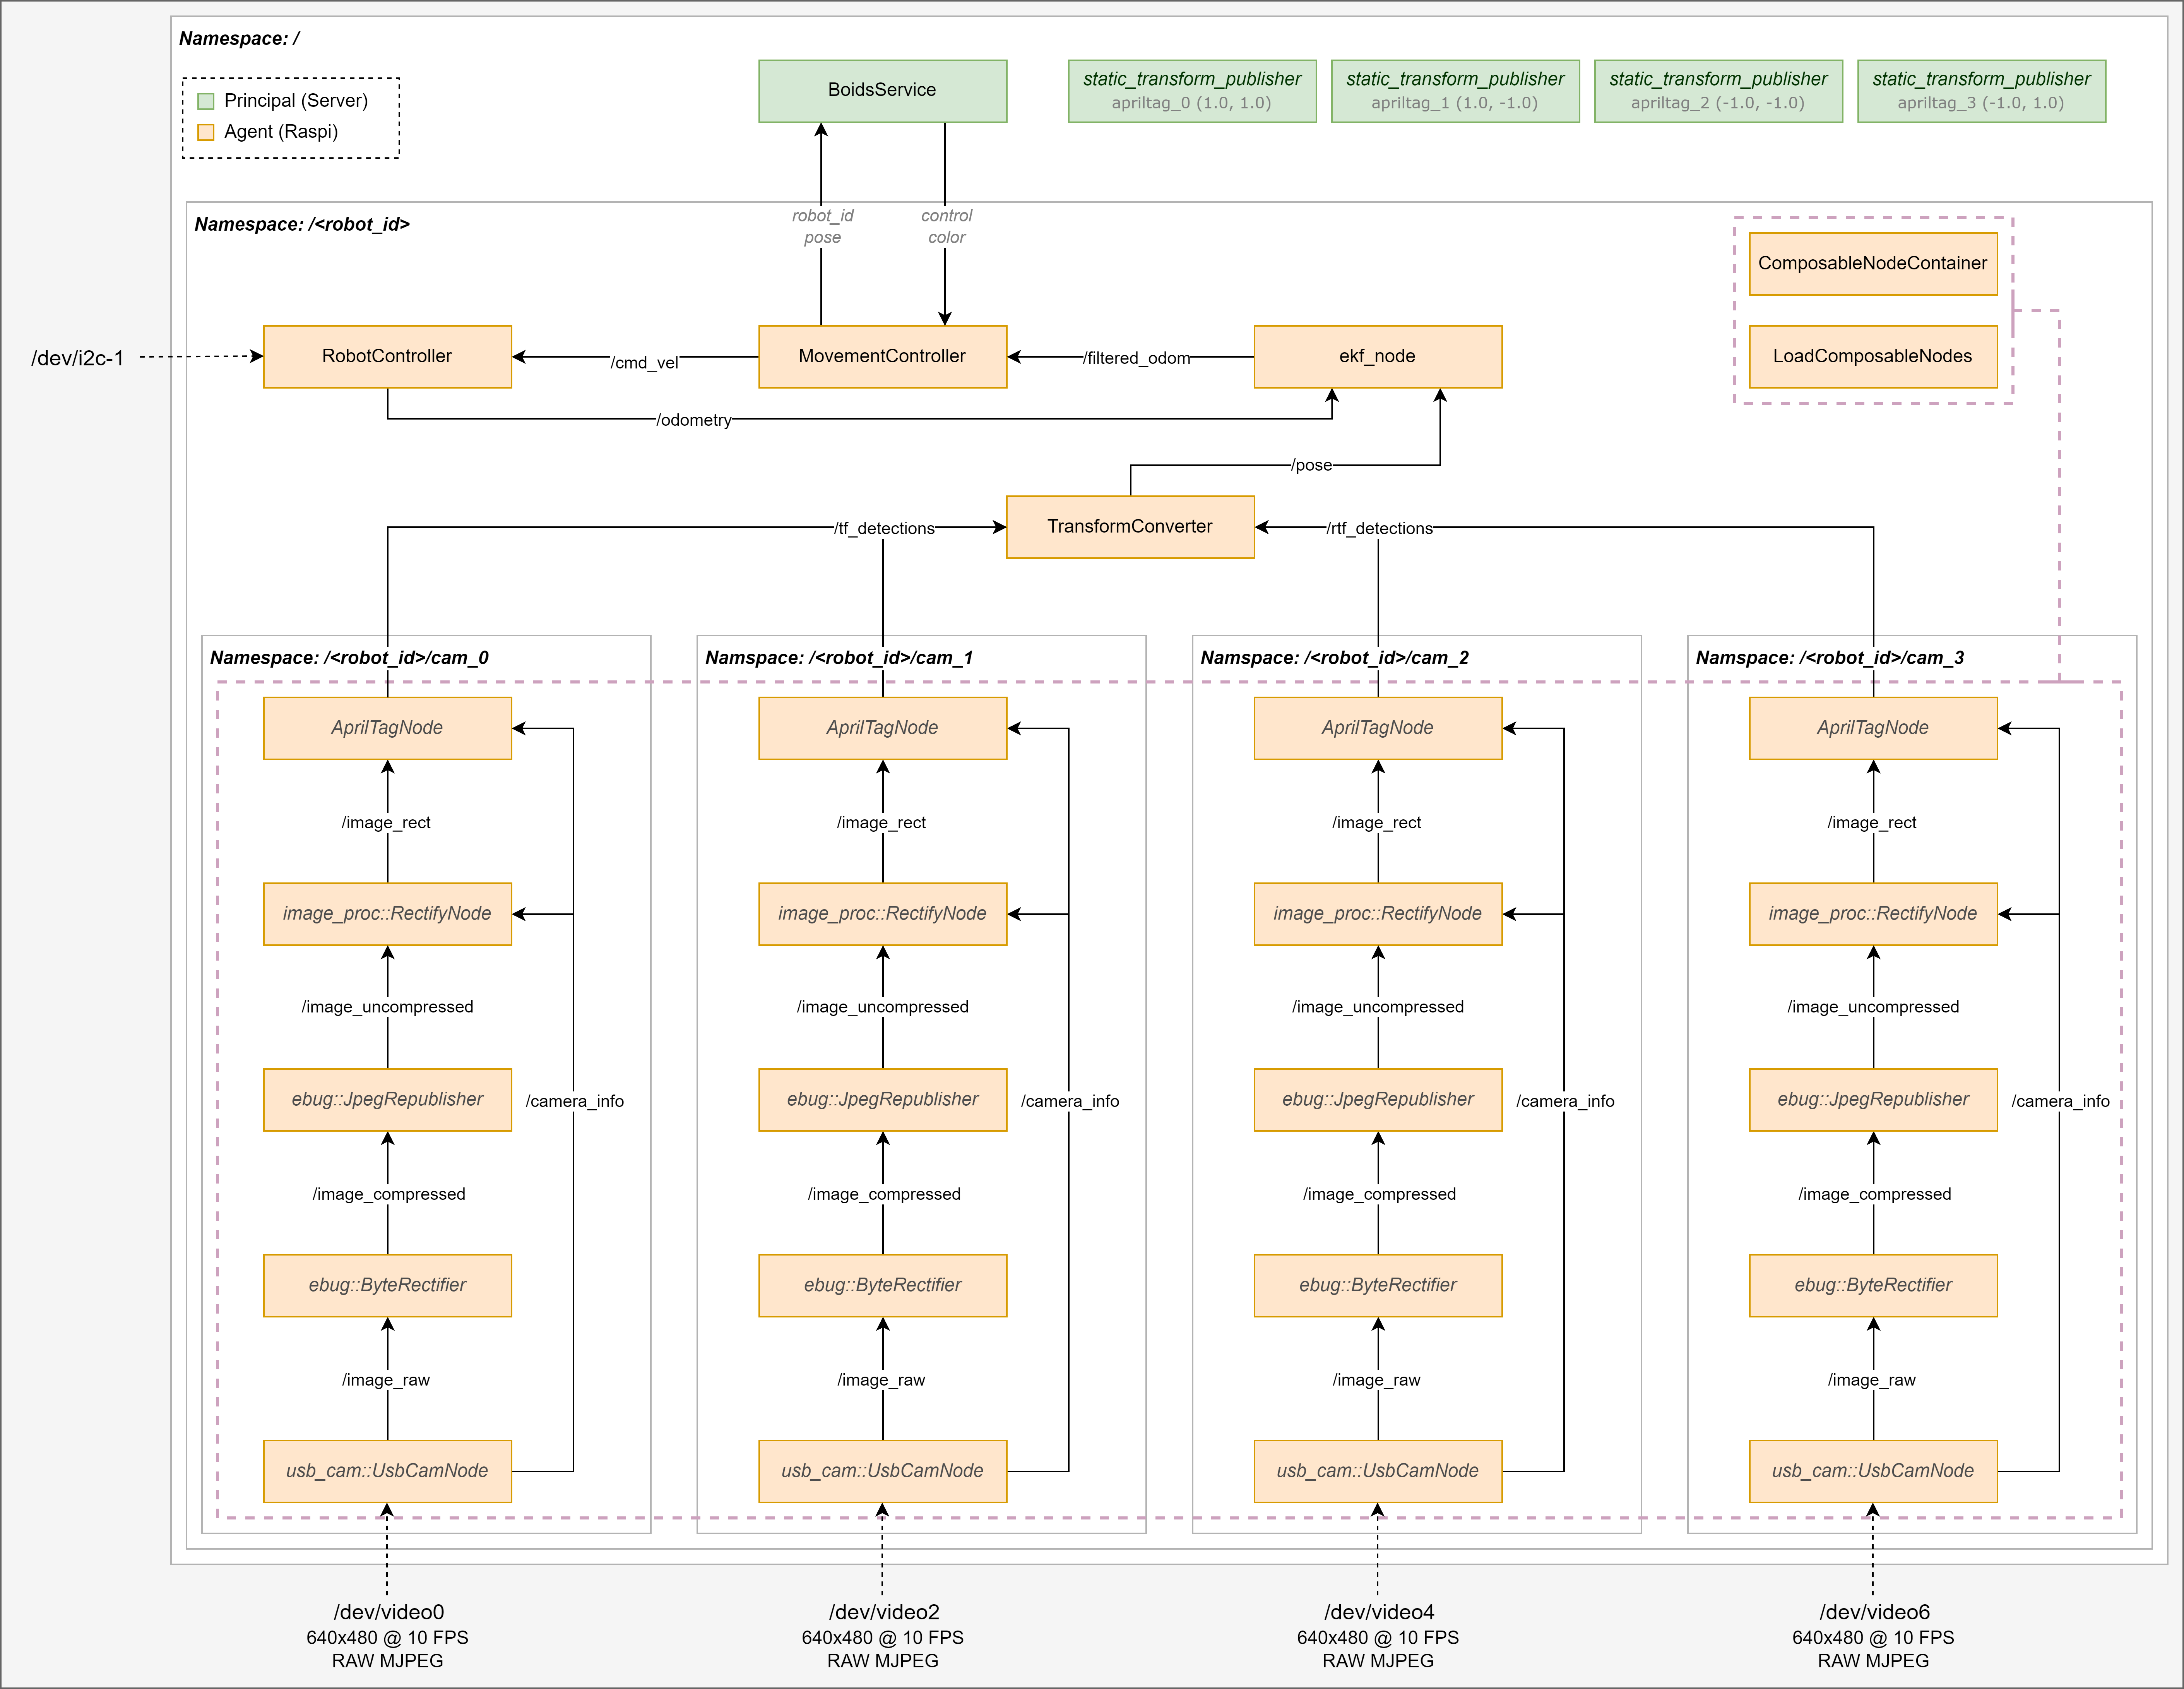 Namespace: /
Principal (Server)
Agent (Raspi)
BoidsService
static_transform_publisher
apriltag_0 (1.0, 1.0)
static_transform_publisher
apriltag_1 (1.0, -1.0)
static_transform_publisher
apriltag_2 (-1.0, -1.0)
static_transform_publisher
apriltag_3 (-1.0, 1.0)
Namespace: /<robot_id>
robot_id
pose
control
color
ComposableNodeContainer
LoadComposableNodes
/dev/i2c-1
RobotController
/cmd_vel
MovementController
/filtered_odom
ekf_node
/odometry
/pose
/tf_detections
TransformConverter
/rtf_detections
Namespace: /<robot_id>/cam_0
AprilTagNode
/image_rect
image_proc::RectifyNode
/image_uncompressed
ebug::JpegRepublisher
/camera_info
/image_compressed
ebug::ByteRectifier
/image_raw
usb_cam::UsbCamNode
/dev/video0
640x480 @ 10 FPS
RAW MJPEG
Namspace: /<robot_id>/cam_1
AprilTagNode
/image_rect
image_proc::RectifyNode
/image_uncompressed
ebug::JpegRepublisher
/camera_info
/image_compressed
ebug::ByteRectifier
/image_raw
usb_cam::UsbCamNode
/dev/video2
640x480 @ 10 FPS
RAW MJPEG
Namspace: /<robot_id>/cam_2
AprilTagNode
/image_rect
image_proc::RectifyNode
/image_uncompressed
ebug::JpegRepublisher
/camera_info
/image_compressed
ebug::ByteRectifier
/image_raw
usb_cam::UsbCamNode
/dev/video4
640x480 @ 10 FPS
RAW MJPEG
Namspace: /<robot_id>/cam_3
AprilTagNode
/image_rect
image_proc::RectifyNode
/image_uncompressed
ebug::JpegRepublisher
/camera_info
/image_compressed
ebug::ByteRectifier
/image_raw
usb_cam::UsbCamNode
/dev/video6
640x480 @ 10 FPS
RAW MJPEG